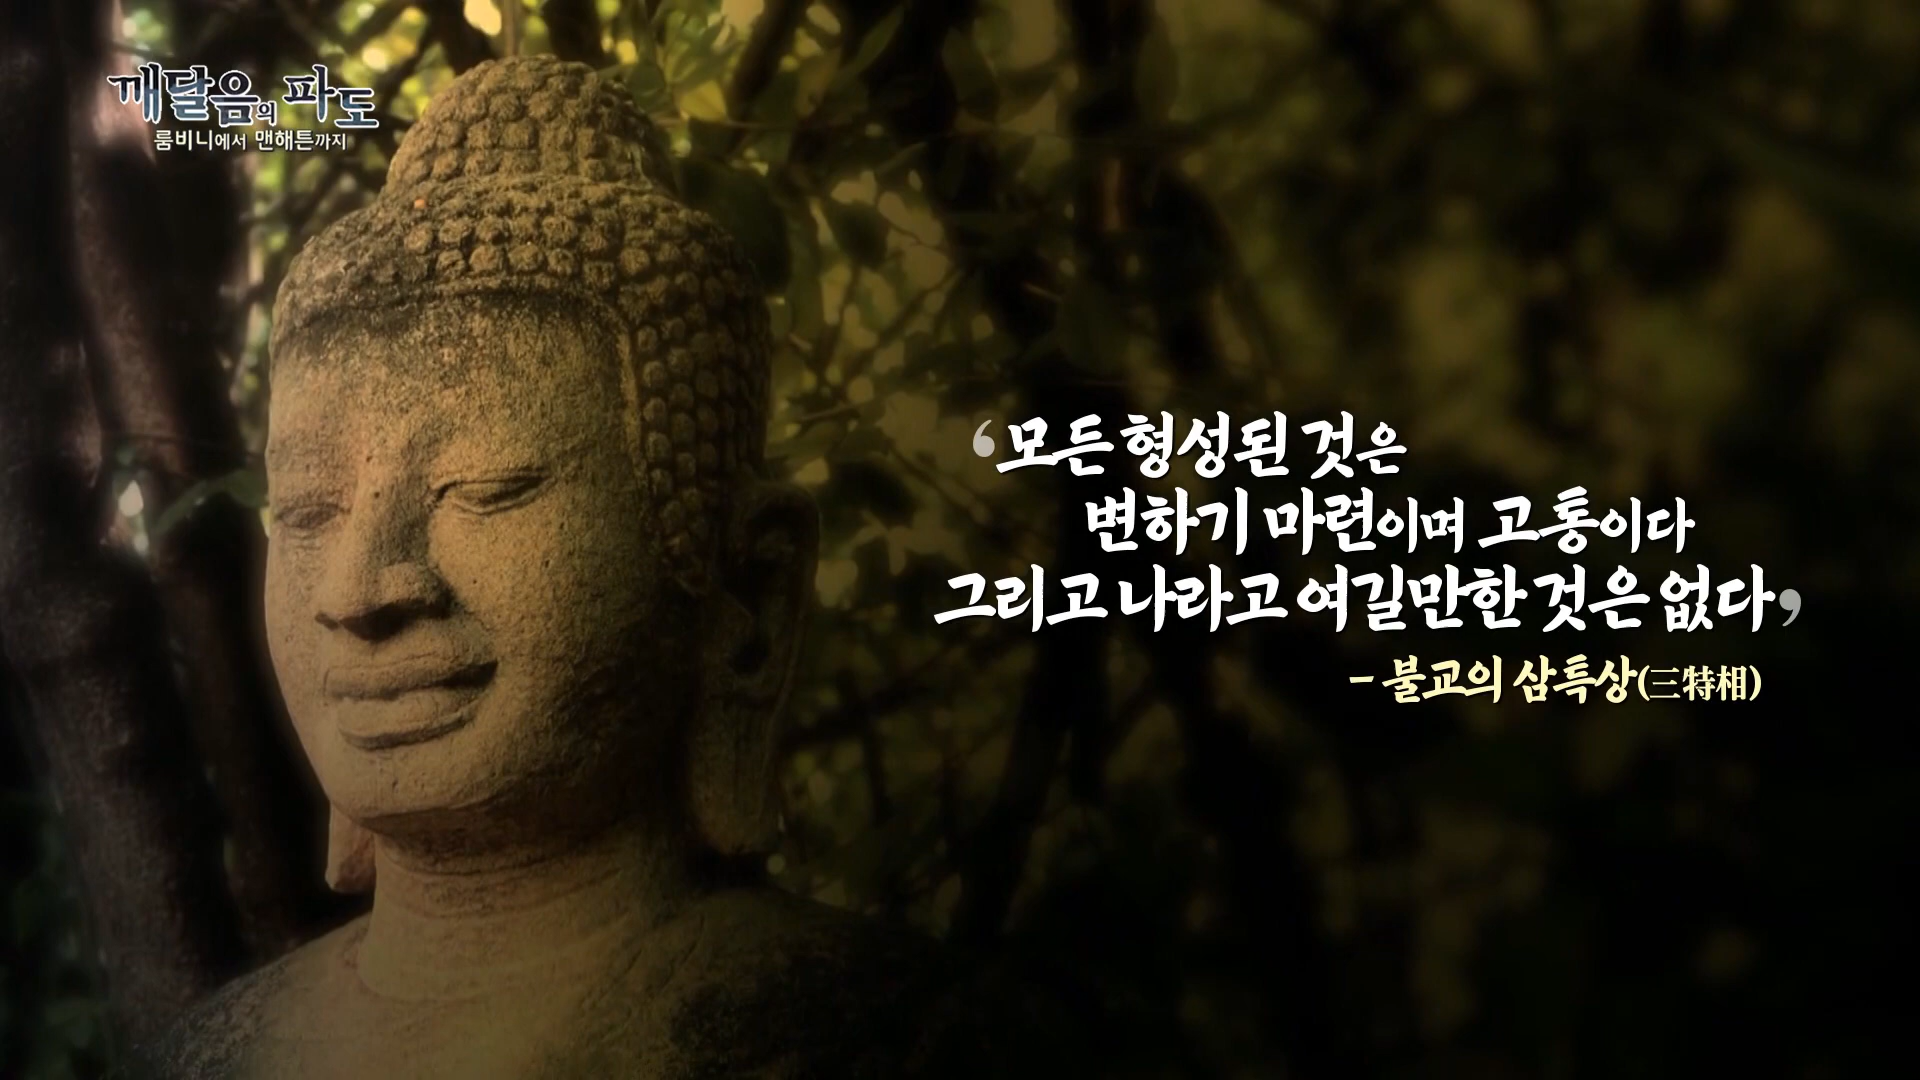 깨달음의 파도
룸비니에서 맨해튼까지
‘모든 형성된 것은
변하기 마련이며 고통이다
그리고 나라고 여길만한 것은 없다’
- 불교의 삼특상(三特相)